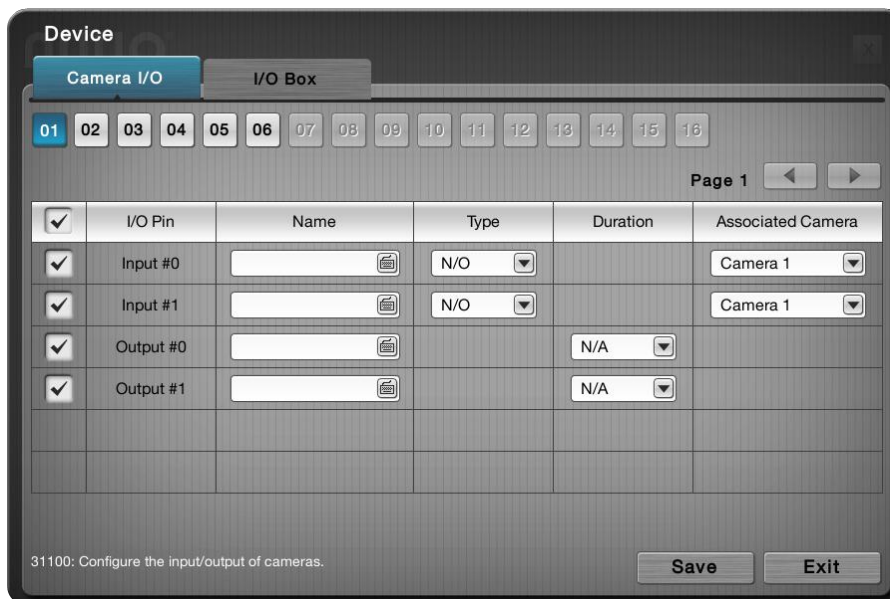 Device
Camera I/O I/O Box
01 02 03 04 05 06 07 08 09 10 11 12 13 14 15 16
Page 1
I/O Pin Name Type Duration Associated Camera
Input #0 N/O Camera 1
Input #1 N/O Camera 1
Output #0 N/A
Output #1 N/A
31100: Configure the input/output of cameras. Save Exit